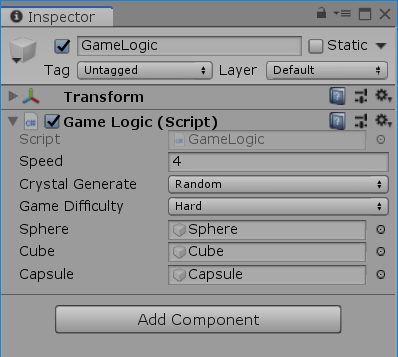 Inspector
GameLogic Static
Tag Untagged Layer Default
Transform
Game Logic (Script)
Script GameLogic
Speed 4
Crystal Generate Random
Game Difficulty Hard
Sphere Sphere
Cube Cube
Capsule Capsule
Add Component